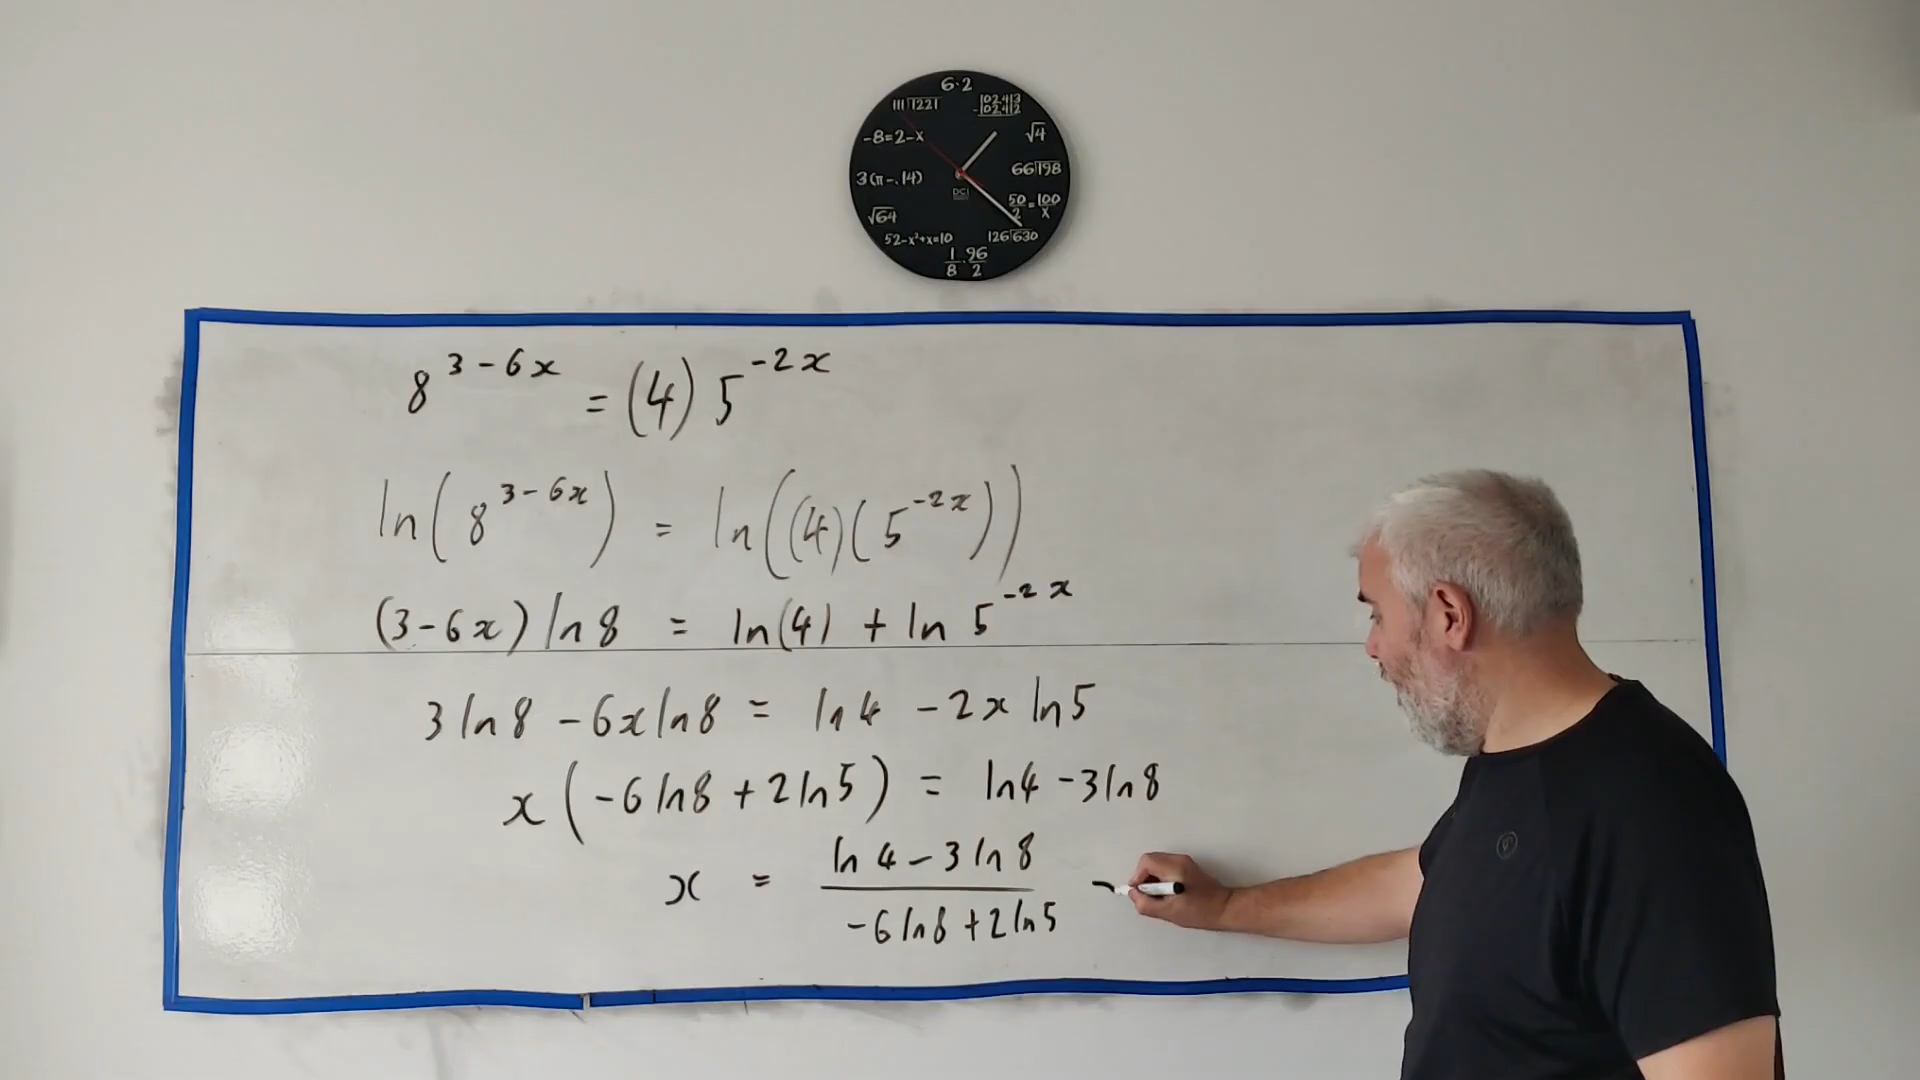 6·2
111⟌1221
102,413
-102,412
-8=2-x
√4
3(π-.14)
66⟌198
√64
50/2=100/x
52-x²+x=10
126⟌630
1/8·96/2
DCI
8^(3-6x) = (4) 5^(-2x)
ln(8^(3-6x)) = ln((4)(5^(-2x)))
(3-6x) ln 8 = ln(4) + ln 5^(-2x)
3 ln 8 - 6x ln 8 = ln 4 - 2x ln 5
x (-6 ln 8 + 2 ln 5) = ln 4 - 3 ln 8
x = (ln 4 - 3 ln 8)/(-6 ln 8 + 2 ln 5)